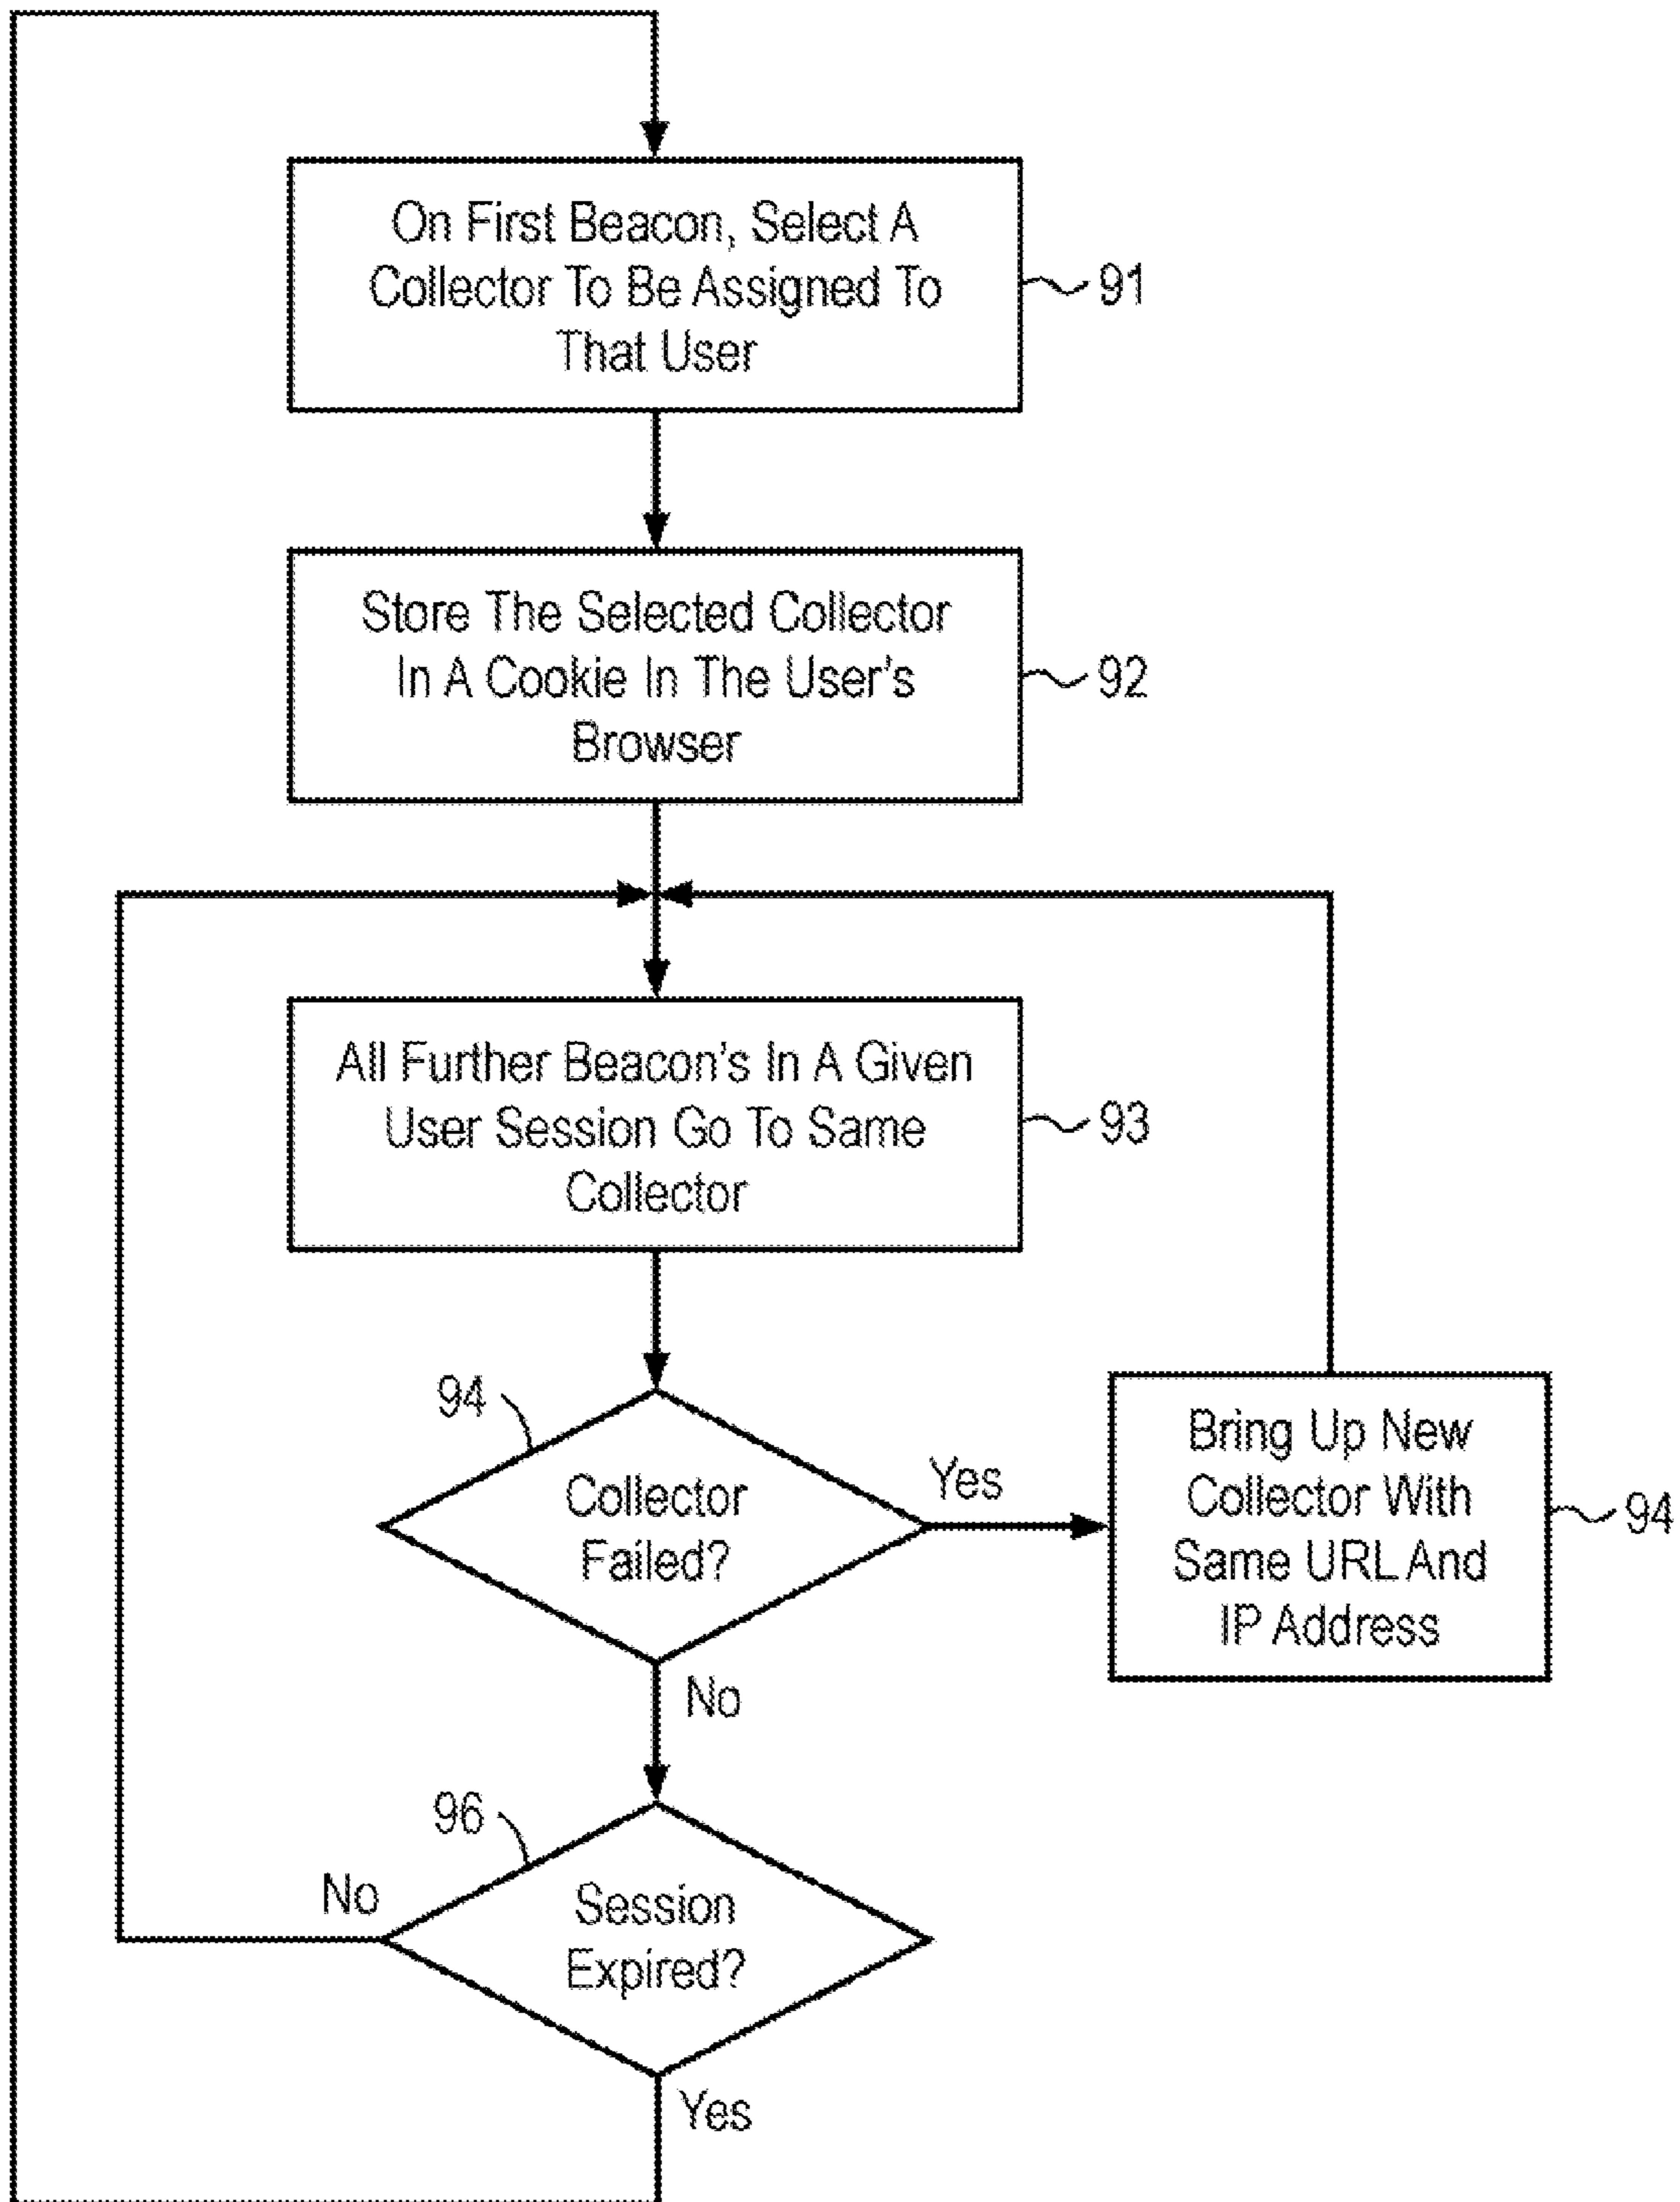 On First Beacon, Select A
Collector To Be Assigned To
That User
91
Store The Selected Collector
In A Cookie In The User's
Browser
92
All Further Beacon's In A Given
User Session Go To Same
Collector
93
94
Collector
Failed?
Yes
No
Bring Up New
Collector With
Same URL And
IP Address
94
96
Session
Expired?
No
Yes